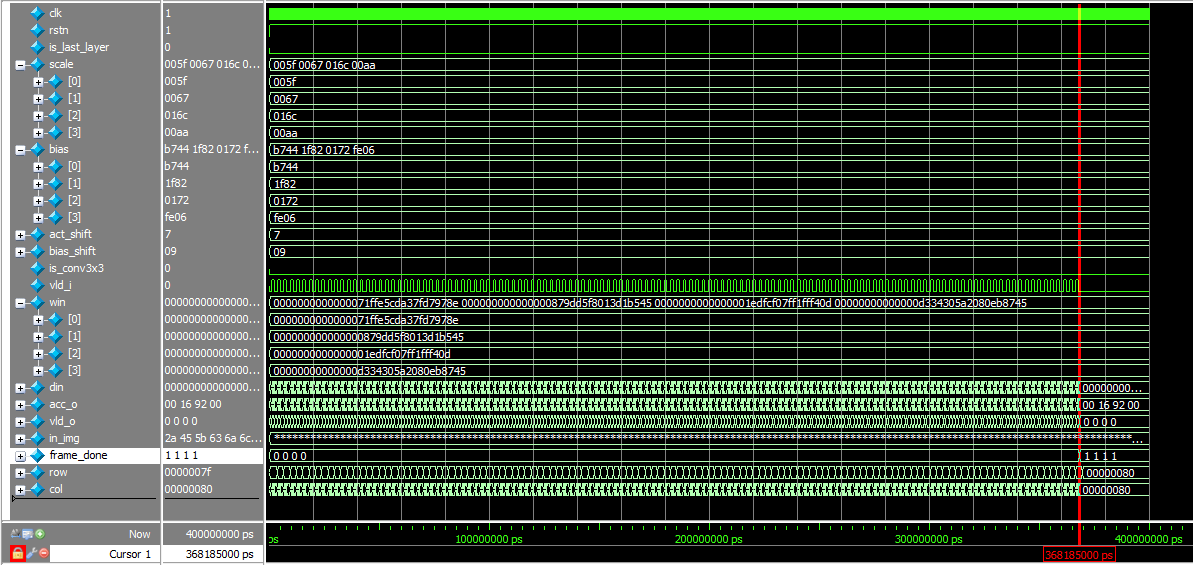 clk 1
rstn 1
is_last_layer 0
scale 005f 0067 016c 0... 005f 0067 016c 00aa
[0] 005f 005f
[1] 0067 0067
[2] 016c 016c
[3] 00aa 00aa
bias b744 1f82 0172 f... b744 1f82 0172 fe06
[0] b744 b744
[1] 1f82 1f82
[2] 0172 0172
[3] fe06 fe06
act_shift 7 7
bias_shift 09 09
is_conv3x3 0
vld_i 0
win 00000000000000... 00000000000000071ffe5cda37fd7978e 000000000000000879dd5f8013d1b545 0000000000000001edfcf07ff1fff40d 00000000000000d334305a2080eb8745
[0] 00000000000000... 00000000000000071ffe5cda37fd7978e
[1] 00000000000000... 000000000000000879dd5f8013d1b545
[2] 00000000000000... 0000000000000001edfcf07ff1fff40d
[3] 00000000000000... 00000000000000d334305a2080eb8745
din 00000000000000... 00000000...
acc_o 00 16 92 00 00 16 92 00
vld_o 0 0 0 0 0 0 0 0
in_img 2a 45 5b 63 6a 6c...
frame_done 1 1 1 1 0 0 0 0 1 1 1 1
row 0000007f 00000080
col 00000080 00000080
Now 400000000 ps ps 100000000 ps 200000000 ps 300000000 ps 400000000 ps
Cursor 1 368185000 ps 368185000 ps